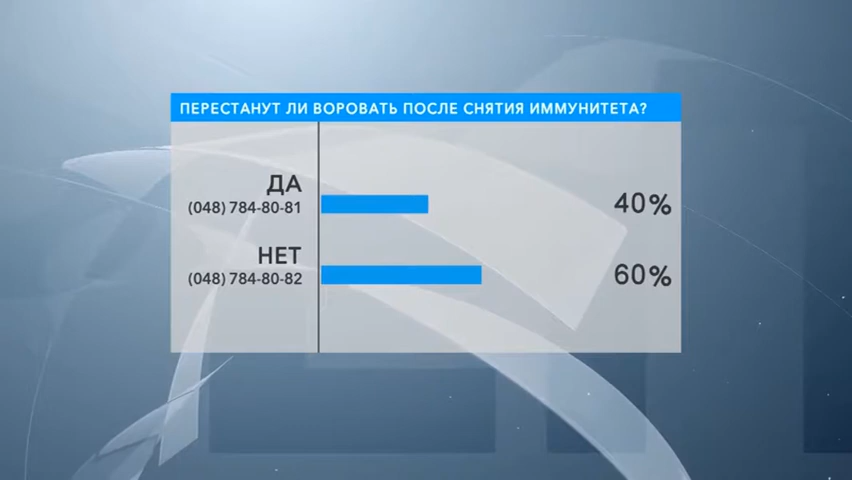 ПЕРЕСТАНУТ ЛИ ВОРОВАТЬ ПОСЛЕ СНЯТИЯ ИММУНИТЕТА?
ДА
(048) 784-80-81
40%
НЕТ
(048) 784-80-82
60%